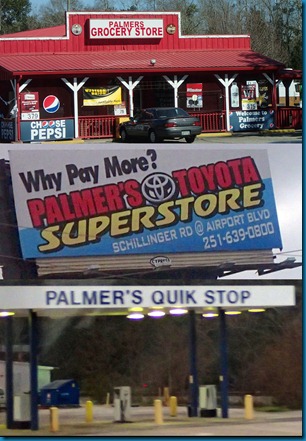 PALMERS
GROCERY STORE
CHOOSE
PEPSI
Welcome to
Palmers
Grocery
Why Pay More?
PALMER'S TOYOTA
SUPERSTORE
SCHILLINGER RD @ AIRPORT BLVD
251-639-0800
PALMER'S QUIK STOP